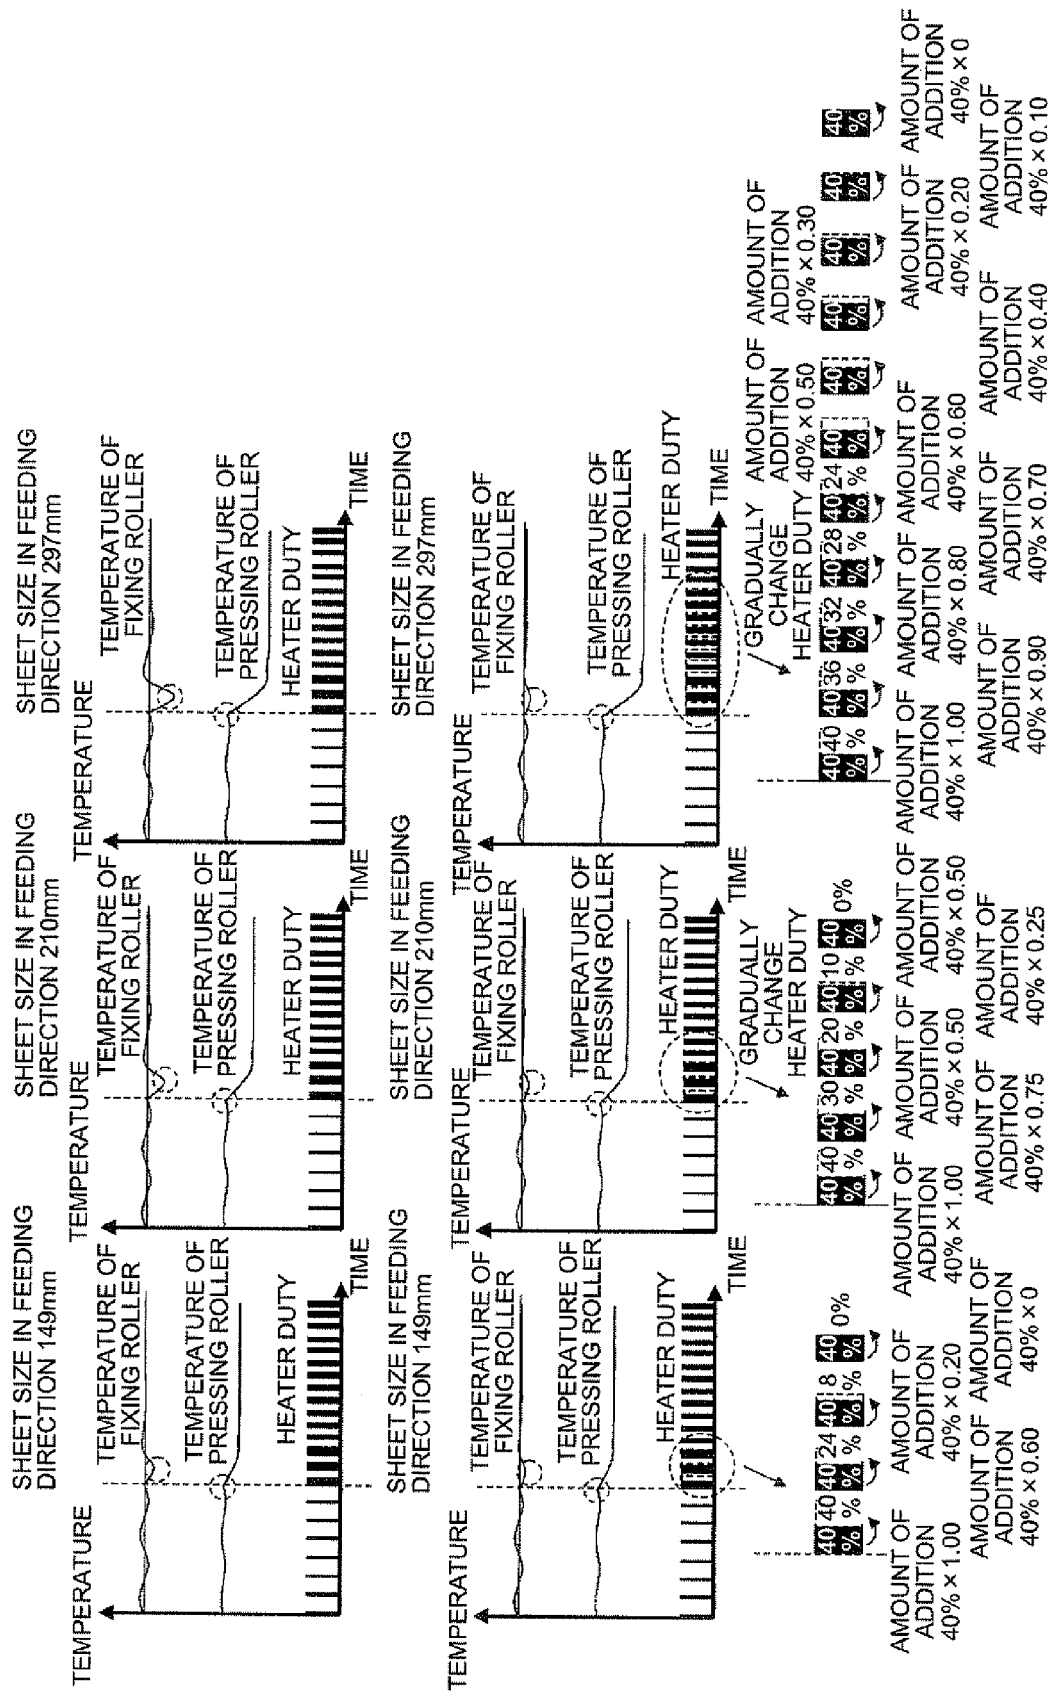 SHEET SIZE IN FEEDING
DIRECTION 149mm
TEMPERATURE
TEMPERATURE OF
FIXING ROLLER
TEMPERATURE OF
PRESSING ROLLER
HEATER DUTY
TIME
SHEET SIZE IN FEEDING
DIRECTION 210mm
TEMPERATURE
TEMPERATURE OF
FIXING ROLLER
TEMPERATURE OF
PRESSING ROLLER
HEATER DUTY
TIME
SHEET SIZE IN FEEDING
DIRECTION 297mm
TEMPERATURE
TEMPERATURE OF
FIXING ROLLER
TEMPERATURE OF
PRESSING ROLLER
HEATER DUTY
TIME
SHEET SIZE IN FEEDING
DIRECTION 149mm
TEMPERATURE
TEMPERATURE OF
FIXING ROLLER
TEMPERATURE OF
PRESSING ROLLER
HEATER DUTY
TIME
SHEET SIZE IN FEEDING
DIRECTION 210mm
TEMPERATURE
TEMPERATURE OF
FIXING ROLLER
TEMPERATURE OF
PRESSING ROLLER
HEATER DUTY
TIME
GRADUALLY
CHANGE
HEATER DUTY
SHEET SIZE IN FEEDING
DIRECTION 297mm
TEMPERATURE
TEMPERATURE OF
FIXING ROLLER
TEMPERATURE OF
PRESSING ROLLER
HEATER DUTY
TIME
GRADUALLY
CHANGE
HEATER DUTY
AMOUNT OF
ADDITION
40% × 0.50
AMOUNT OF
ADDITION
40% × 0.30
40 40 40 24 40 8 40 0%
% % % % % % %
AMOUNT OF
ADDITION
40% × 1.00
AMOUNT OF
ADDITION
40% × 0.20
AMOUNT OF
ADDITION
40% × 0.60
AMOUNT OF
ADDITION
40% × 0
40 40 40 30 40 20 40 10 40 0%
% % % % % % % % %
AMOUNT OF
ADDITION
40% × 1.00
AMOUNT OF
ADDITION
40% × 0.50
AMOUNT OF
ADDITION
40% × 0.50
AMOUNT OF
ADDITION
40% × 0.75
AMOUNT OF
ADDITION
40% × 0.25
40 40 40 36 40 32 40 28 40 24 40 40 40 40 40 40
% % % % % % % % % % % % % % % %
AMOUNT OF
ADDITION
40% × 1.00
AMOUNT OF
ADDITION
40% × 0.80
AMOUNT OF
ADDITION
40% × 0.60
AMOUNT OF
ADDITION
40% × 0.20
AMOUNT OF
ADDITION
40% × 0
AMOUNT OF
ADDITION
40% × 0.90
AMOUNT OF
ADDITION
40% × 0.70
AMOUNT OF
ADDITION
40% × 0.40
AMOUNT OF
ADDITION
40% × 0.10